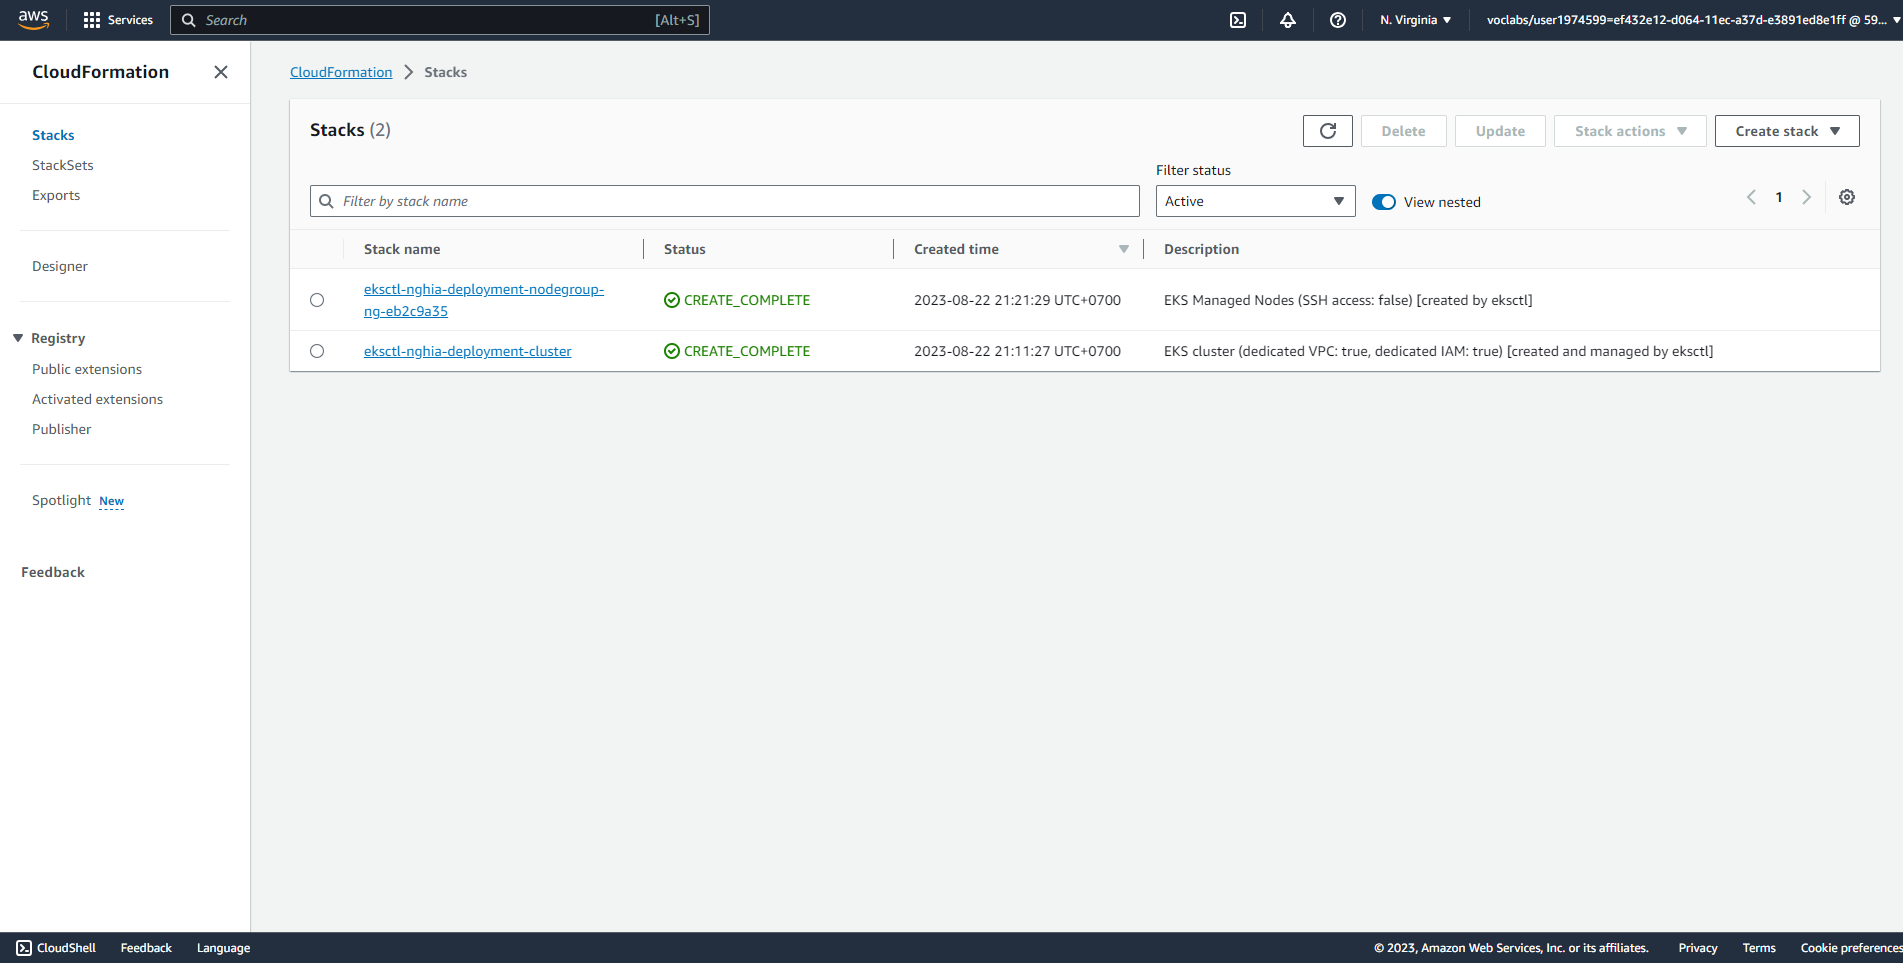 aws
Services
Search [Alt+S]
N. Virginia
voclabs/user1974599=ef432e12-d064-11ec-a37d-e3891ed8e1ff @ 59...
CloudFormation
Stacks
StackSets
Exports
Designer
Registry
Public extensions
Activated extensions
Publisher
Spotlight New
Feedback
CloudFormation > Stacks
Stacks (2)
Delete
Update
Stack actions
Create stack
Filter by stack name
Filter status
Active
View nested
1
Stack name Status Created time Description
eksctl-nghia-deployment-nodegroup-
ng-eb2c9a35
CREATE_COMPLETE 2023-08-22 21:21:29 UTC+0700 EKS Managed Nodes (SSH access: false) [created by eksctl]
eksctl-nghia-deployment-cluster CREATE_COMPLETE 2023-08-22 21:11:27 UTC+0700 EKS cluster (dedicated VPC: true, dedicated IAM: true) [created and managed by eksctl]
CloudShell Feedback Language © 2023, Amazon Web Services, Inc. or its affiliates. Privacy Terms Cookie preferences